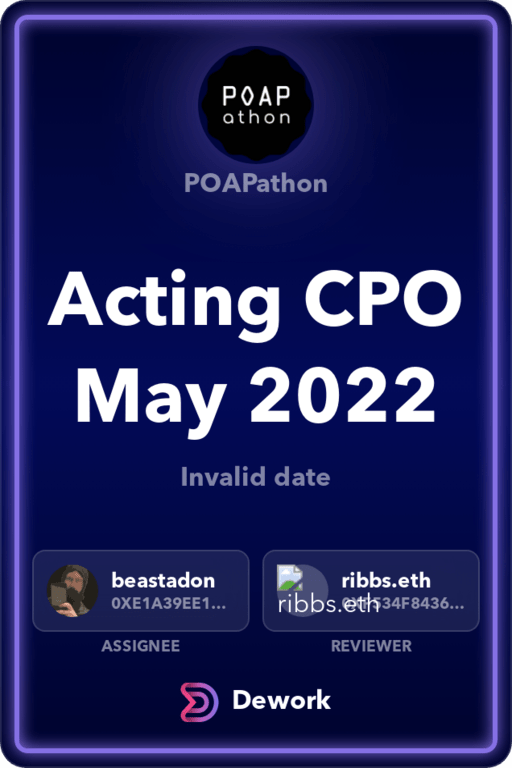 POAP
athon
POAPathon
Acting CPO
May 2022
Invalid date
beastadon
0XE1A39EE1...
ribbs.eth
ribbs.eth
ASSIGNEE
REVIEWER
Dework